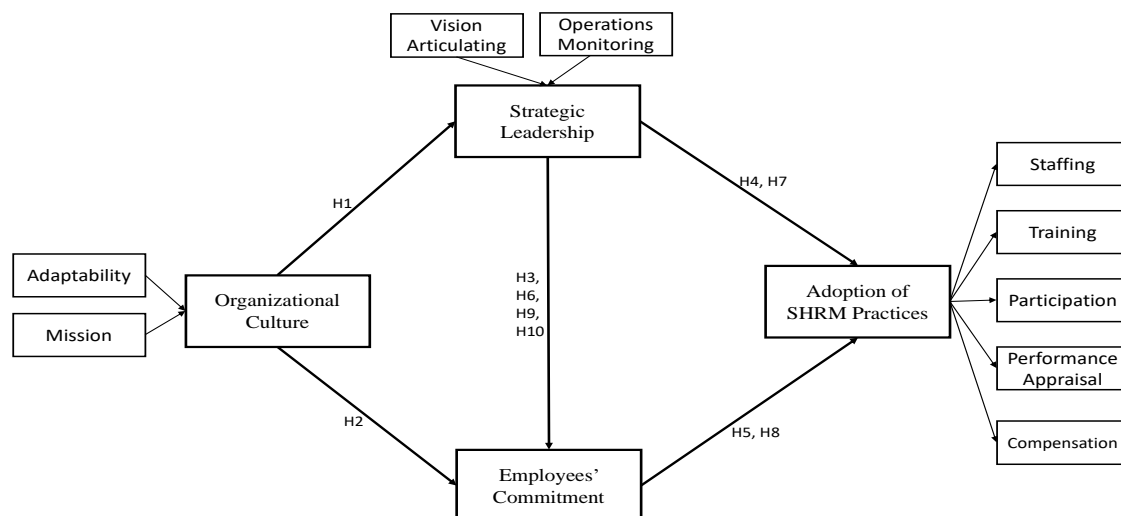 Vision
Articulating
Operations
Monitoring
Strategic
Leadership
Staffing
H4, H7
H1
Training
Adaptability
H3,
H6,
H9,
H10
Organizational
Culture
Adoption of
SHRM Practices
Participation
Mission
Performance
Appraisal
H2
H5, H8
Compensation
Employees’
Commitment